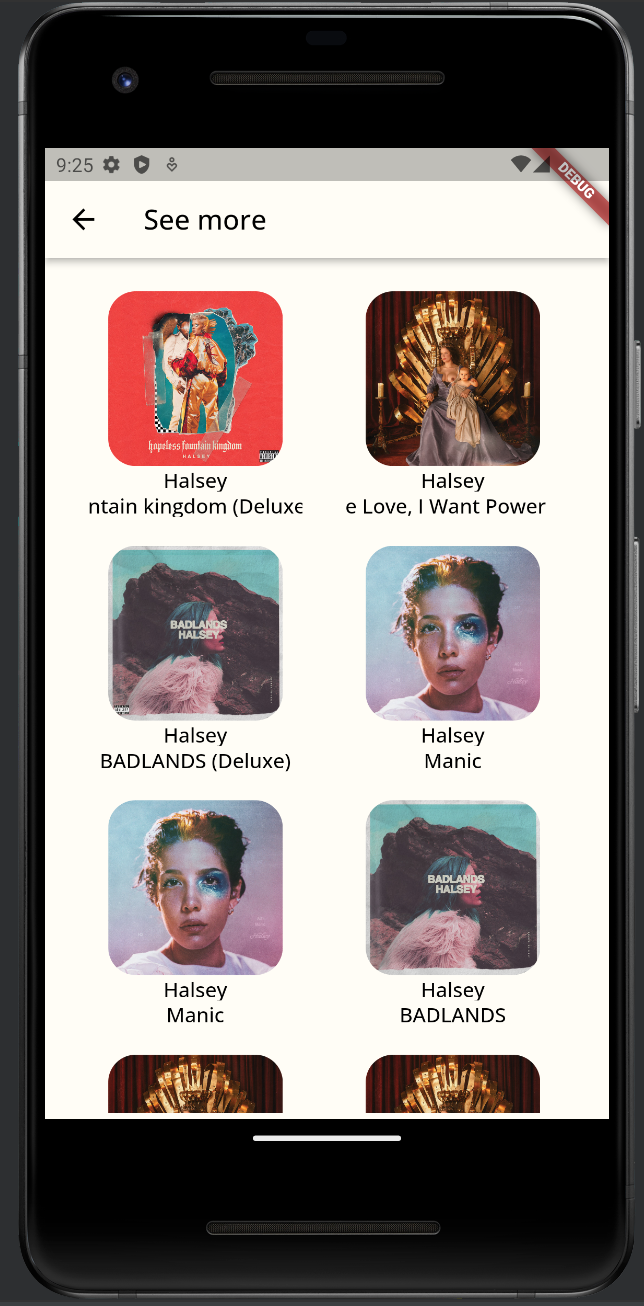 9:25
DEBUG
See more
hopeless fountain kingdom
HALSEY
Halsey
Halsey
ntain kingdom (Deluxe
e Love, I Want Power
BADLANDS
HALSEY
Halsey
Halsey
BADLANDS (Deluxe)
Manic
BADLANDS
HALSEY
Halsey
Halsey
Manic
BADLANDS